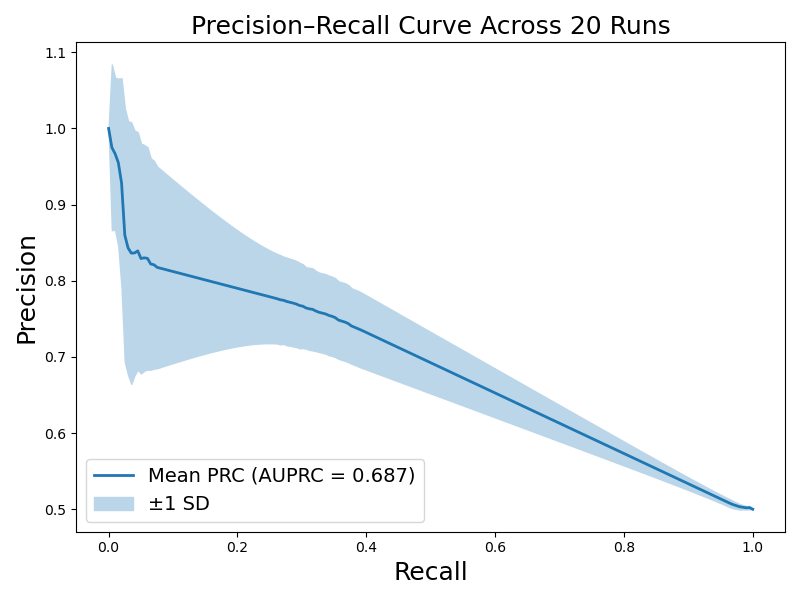 Precision–Recall Curve Across 20 Runs
1.1
1.0
0.9
0.8
0.7
0.6
0.5
Precision
Mean PRC (AUPRC = 0.687)
±1 SD
0.0 0.2 0.4 0.6 0.8 1.0
Recall